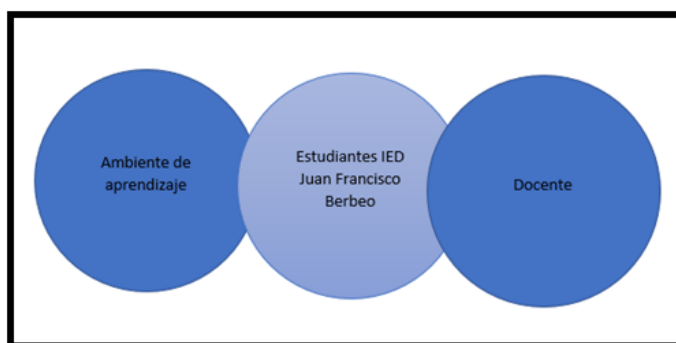 Ambiente de
aprendizaje
Estudiantes IED
Juan Francisco
Berbeo
Docente